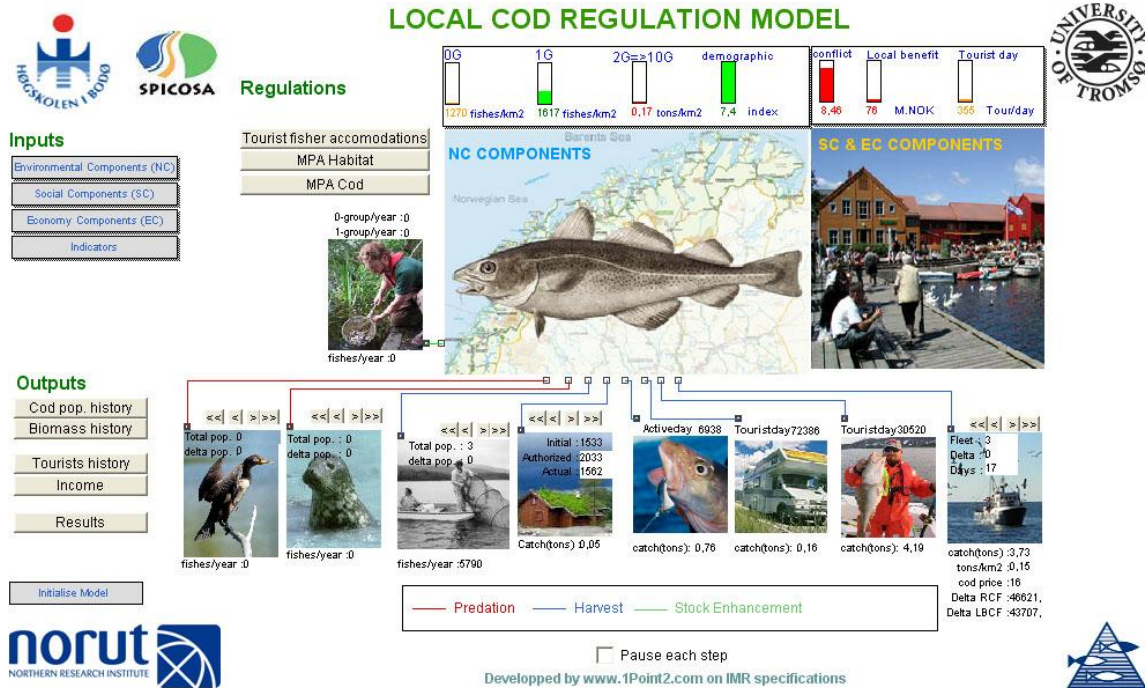 LOCAL COD REGULATION MODEL
HØGSKOLEN I BODØ
SPICOSA
UNIVERSITY OF TROMSØ
Regulations
0G
1G
2G=>10G
demographic
1270 fishes/km2
1617 fishes/km2
0,17 tons/km2
7,4 index
conflict
Local benefit
Tourist day
8,46
76 M.NOK
355 Tour/day
Inputs
Environmental Components (NC)
Social Components (SC)
Economy Components (EC)
Indicators
Tourist fisher accomodations
MPA Habitat
MPA Cod
0-group/year :0
1-group/year :0
fishes/year :0
NC COMPONENTS
Barents Sea
Norwegian Sea
SC & EC COMPONENTS
Outputs
Cod pop. history
Biomass history
Tourists history
Income
Results
Initialise Model
<<| <| >|>>|
Total pop. : 0
delta pop. : 0
fishes/year :0
<<| <| >|>>|
Total pop. : 0
delta pop. : 0
fishes/year :0
<<| <| >|>>|
Total pop. : 3
delta pop. : 0
fishes/year :5790
<<| <| >|>>|
Initial :1533
Authorized :2033
Actual :1562
Catch(tons) :0,05
Activeday 6938
catch(tons): 0,76
Touristday72386
catch(tons): 0,16
Touristday30520
catch(tons): 4,19
<<| <| >|>>|
Fleet : 3
Delta : 0
Days : 17
catch(tons) :3,73
tons/km2 :0,15
cod price :16
Delta RCF :46621,
Delta LBCF :43707,
Predation
Harvest
Stock Enhancement
norut
NORTHERN RESEARCH INSTITUTE
Pause each step
Developped by www.1Point2.com on IMR specifications